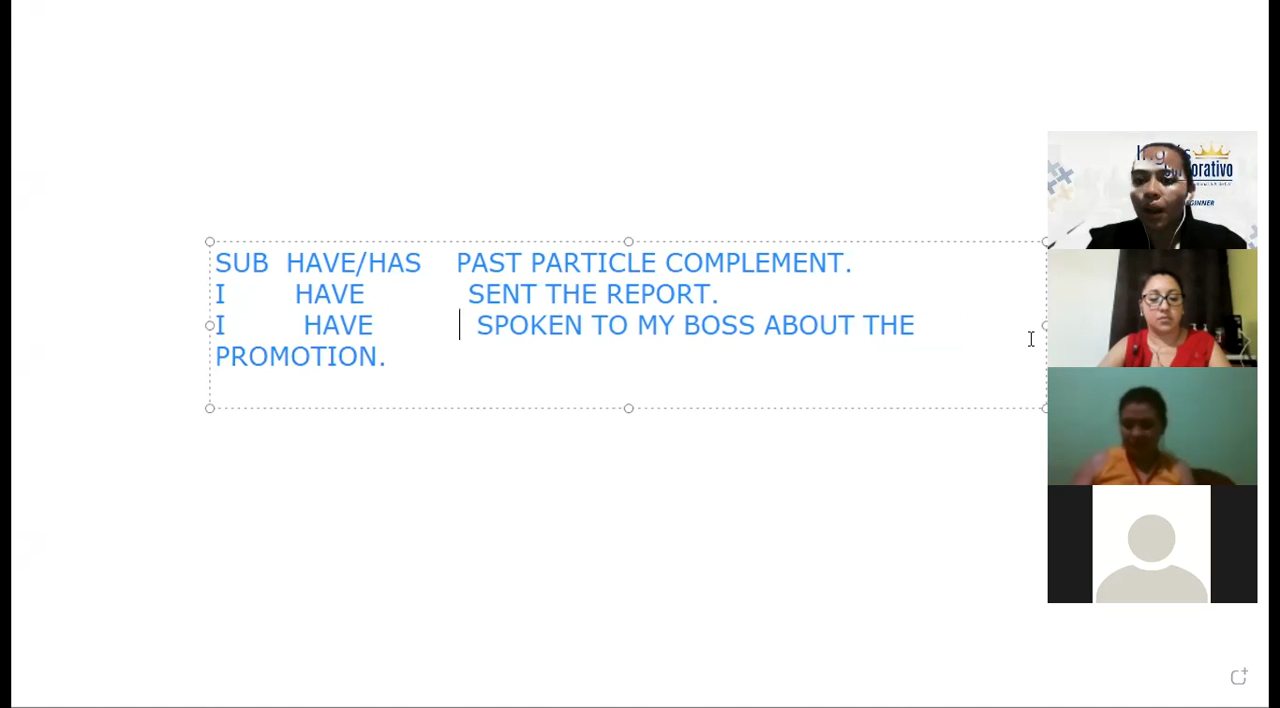 SUB HAVE/HAS PAST PARTICLE COMPLEMENT.
I HAVE SENT THE REPORT.
I HAVE SPOKEN TO MY BOSS ABOUT THE
PROMOTION.